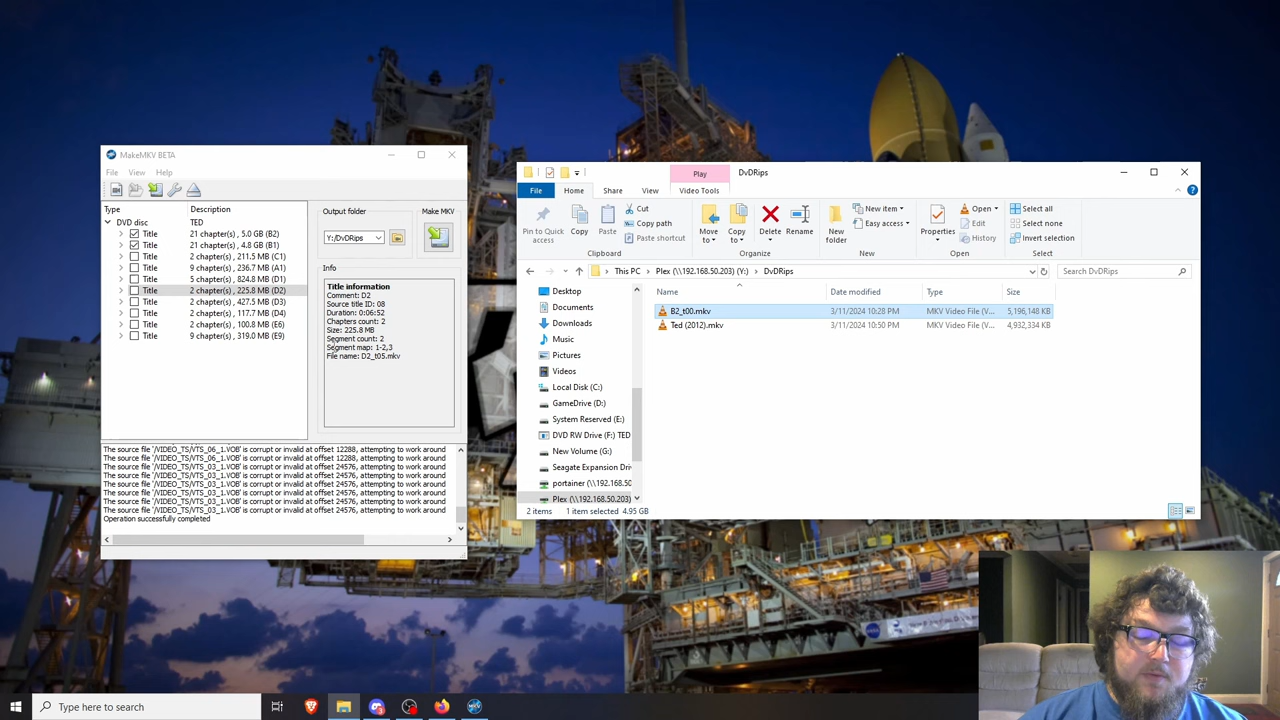 MakeMKV BETA
File View Help
Type Description
DVD disc TED
Title 21 chapter(s) , 5.0 GB (B2)
Title 21 chapter(s) , 4.8 GB (B1)
Title 2 chapter(s) , 211.5 MB (C1)
Title 9 chapter(s) , 236.7 MB (A1)
Title 5 chapter(s) , 824.8 MB (D1)
Title 2 chapter(s) , 225.8 MB (D2)
Title 2 chapter(s) , 427.5 MB (D3)
Title 2 chapter(s) , 117.7 MB (D4)
Title 2 chapter(s) , 100.8 MB (E6)
Title 9 chapter(s) , 319.0 MB (E9)
Output folder
Make MKV
Y:/DvDRips
Info
Title information
Comment: D2
Source title ID: 08
Duration: 0:06:52
Chapters count: 2
Size: 225.8 MB
Segment count: 2
Segment map: 1-2,3
File name: D2_t05.mkv
The source file '/VIDEO_TS/VTS_06_1.VOB' is corrupt or invalid at offset 12288, attempting to work around
The source file '/VIDEO_TS/VTS_06_1.VOB' is corrupt or invalid at offset 12288, attempting to work around
The source file '/VIDEO_TS/VTS_03_1.VOB' is corrupt or invalid at offset 24576, attempting to work around
The source file '/VIDEO_TS/VTS_03_1.VOB' is corrupt or invalid at offset 24576, attempting to work around
The source file '/VIDEO_TS/VTS_03_1.VOB' is corrupt or invalid at offset 24576, attempting to work around
The source file '/VIDEO_TS/VTS_03_1.VOB' is corrupt or invalid at offset 24576, attempting to work around
The source file '/VIDEO_TS/VTS_03_1.VOB' is corrupt or invalid at offset 24576, attempting to work around
The source file '/VIDEO_TS/VTS_03_1.VOB' is corrupt or invalid at offset 24576, attempting to work around
Operation successfully completed
Play DvDRips
File Home Share View Video Tools
Pin to Quick access
Copy
Paste
Cut
Copy path
Paste shortcut
Clipboard
Move to
Copy to
Delete
Rename
Organize
New folder
New item
Easy access
New
Properties
Open
Edit
History
Open
Select all
Select none
Invert selection
Select
This PC > Plex (\\192.168.50.203) (Y:) > DvDRips
Search DvDRips
Desktop
Documents
Downloads
Music
Pictures
Videos
Local Disk (C:)
GameDrive (D:)
System Reserved (E:)
DVD RW Drive (F:) TED
New Volume (G:)
Seagate Expansion Dri
portainer (\\192.168.50
Plex (\\192.168.50.203)
Name Date modified Type Size
B2_t00.mkv 3/11/2024 10:28 PM MKV Video File (V... 5,196,148 KB
Ted (2012).mkv 3/11/2024 10:50 PM MKV Video File (V... 4,932,334 KB
2 items 1 item selected 4.95 GB
NASA
Type here to search